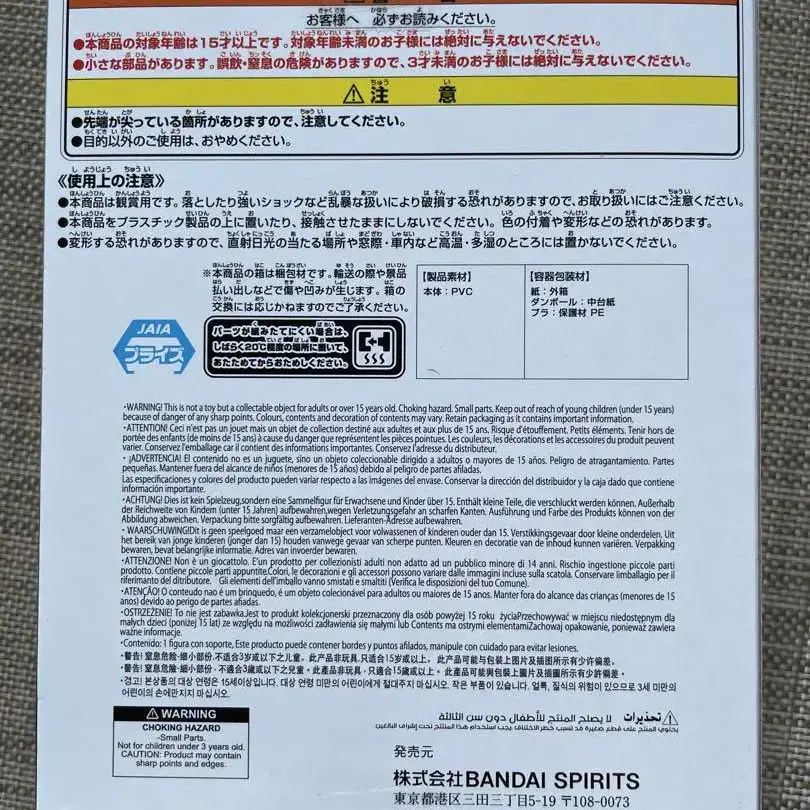 お客様へ 必ずお読みください。
●本商品の対象年齢は15才以上です。対象年齢未満のお子様には絶対に与えないでください。
●小さな部品があります。誤飲・窒息の危険がありますので、3才未満のお子様には絶対に与えないでください。
⚠注 意
●先端が尖っている箇所がありますので、注意してください。
●目的以外のご使用は、おやめください。
《使用上の注意》
●本商品は観賞用です。落としたり強いショックなど乱暴な扱いにより破損する恐れがありますので、お取り扱いにはご注意ください。
●本商品をプラスチック製品の上に置いたり、接触させたままにしないでください。色の付着や変形などの恐れがあります。
●変形する恐れがありますので、直射日光の当たる場所や窓際・車内など高温・多湿のところには置かないでください。
※本商品の箱は梱包材です。輸送の際や景品
払い出しなどで傷や凹みが生じます。箱の
交換には応じかねますのでご了承ください。
【製品素材】
本体:PVC
【容器包装材】
紙:外箱
ダンボール:中台紙
プラ:保護材 PE
JAIA
プライズ
パーツが組みたてにくい場合は、
しばらく20℃程度の場所に置いて、
あたためてからおためしください。
·WARNING! This is not a toy but a collectable object for adults or over 15 years old. Choking hazard. Small parts. Keep out of reach of young children (under 15 years)
because of danger of any sharp points. Colours, contents and decoration of contents may vary. Retain packaging as it contains important information.
·ATTENTION! Ceci n'est pas un jouet mais un objet de collection destiné aux adultes et aux plus de 15 ans. Risque d'étouffement. Petits éléments. Tenir hors de
portée des enfants (de moins de 15 ans) à cause du danger que représentent les pièces pointues. Les couleurs, les décorations et les accessoires du produit peuvent
varier. Conservez l'emballage car il contient des informations importantes. Conservez l'adresse du distributeur.
· ¡ADVERTENCIA! El contenido no es un juguete, sino un objeto coleccionable dirigido a adultos o mayores de 15 años. Peligro de atragantamiento. Partes
pequeñas. Mantener fuera del alcance de niños (menores de 15 años) debido al peligro de partes afiladas.
Las especificaciones y colores del producto pueden variar respecto a las imágenes del envase. Conservar la dirección del distribuidor y la caja dado que contiene
información importante.
·ACHTUNG! Dies ist kein Spielzeug,sondern eine Sammelfigur für Erwachsene und Kinder über 15. Enthält kleine Teile, die verschluckt werden können. Außerhalb
der Reichweite von Kindern (unter 15 Jahren) aufbewahren,wegen Verletzungsgefahr an scharfen Kanten. Ausführung und Farbe des Produkts können von der
Abbildung abweichen. Verpackung bitte sorgfältig aufbewahren. Lieferanten-Adresse aufbewahren.
·WAARSCHUWING!Dit is geen speelgoed maar een verzamelobject voor volwassenen of kinderen ouder dan 15. Verstikkingsgevaar door kleine onderdelen. Uit
het bereik van jonge kinderen (jonger dan 15) houden vanwege gevaar van scherpe punten. Kleuren en decoratie van de inhoud kunnen variëren. Verpakking
bewaren, bevat belangrijke informatie. Adres van invoerder bewaren.
·ATTENZIONE! Non è un giocattolo. E'un prodotto per collezionisti adulti non adatto ad un pubblico minore di 14 anni. Rischio ingestione piccole parti
prodotto. Contiene piccole parti appuntite.Colori, le decorazioni e gli accessori possono variare dalle immagini incluse sulla scatola. Conservare limballagio per il
riferimanto del ditributore. Gli elementi dell'imballo vanno smistati e smaltiti (Verifica le disposizioni del tuo Comune).
·ATENÇÃO! O conteudo nao e um brinquedo, e um objeto colecionável para adultos ou maiores de 15 anos. Manter fora do alcance das crianças (menores de 15
anos) devido ao perigo de partes afiadas.
·OSTRZEŻENIE! To nie jest zabawka.Jest to produkt kolekcjonerski przeznaczony dla osób powyżej 15 roku życiaPrzechowywać w miejscu niedostępnym dla
małych dzieci (poniżej 15 lat) ze względu na możliwości zadławienia się małymi lub Contents ma ostrymi elementamiZachowaj opakowanie, ponieważ zawiera
ważne informacje.
·Contenido: 1 figura con soporte, Este producto puede contener bordes y puntos afilados, manipule con cuidado para evitar lesiones.
·警告! 窒息危险·细小部份·不适合3岁或以下之儿童。此产品非玩具,只适合15岁或以上。 此产品可能与包装上图片及插图所示有少许偏差。
·警告! 窒息危險·細小部份·不適合3歲或以下之兒童。此產品非玩具,只適合15歲或以上。 此產品可能與包裝上圖片及插圖所示有少許偏差。
·경고! 본상품의 대상 연령은 15세이상입니다. 대상 연령 미만의 어린이에게 절대주지 마십시오. 작은 부품이 있습니다. 얼룩, 질식의 위험이 있으므로 3세 미만의
어린이의 손에만지지 마십시오.
⚠WARNING
CHOKING HAZARD
-Small Parts.
Not for children under 3 years old.
CAUTION: Product may contain
sharp points and edges.
⚠تحذيرات لا يصلح المنتج للأطفال دون سن الثالثة
يحتوي المنتج على قطع صغيرة قد تسبب خطر الاختناق. يجب استخدام هذا المنتج تحت إشراف البالغين
発売元
株式会社BANDAI SPIRITS
東京都港区三田三丁目5-19 〒108-0073